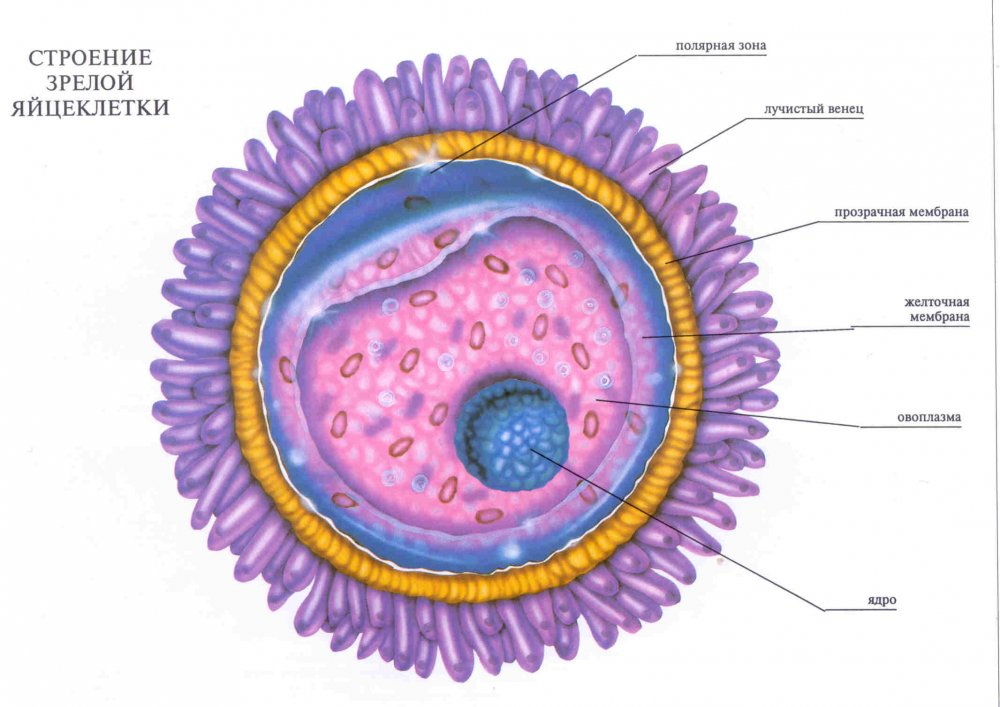 СТРОЕНИЕ
ЗРЕЛОЙ
ЯЙЦЕКЛЕТКИ
полярная зона
лучистый венец
прозрачная мембрана
желточная
мембрана
овоплазма
ядро